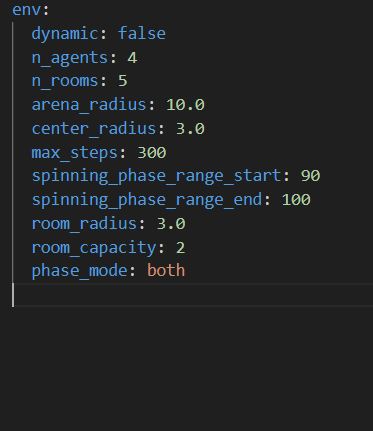 env:
  dynamic: false
  n_agents: 4
  n_rooms: 5
  arena_radius: 10.0
  center_radius: 3.0
  max_steps: 300
  spinning_phase_range_start: 90
  spinning_phase_range_end: 100
  room_radius: 3.0
  room_capacity: 2
  phase_mode: both